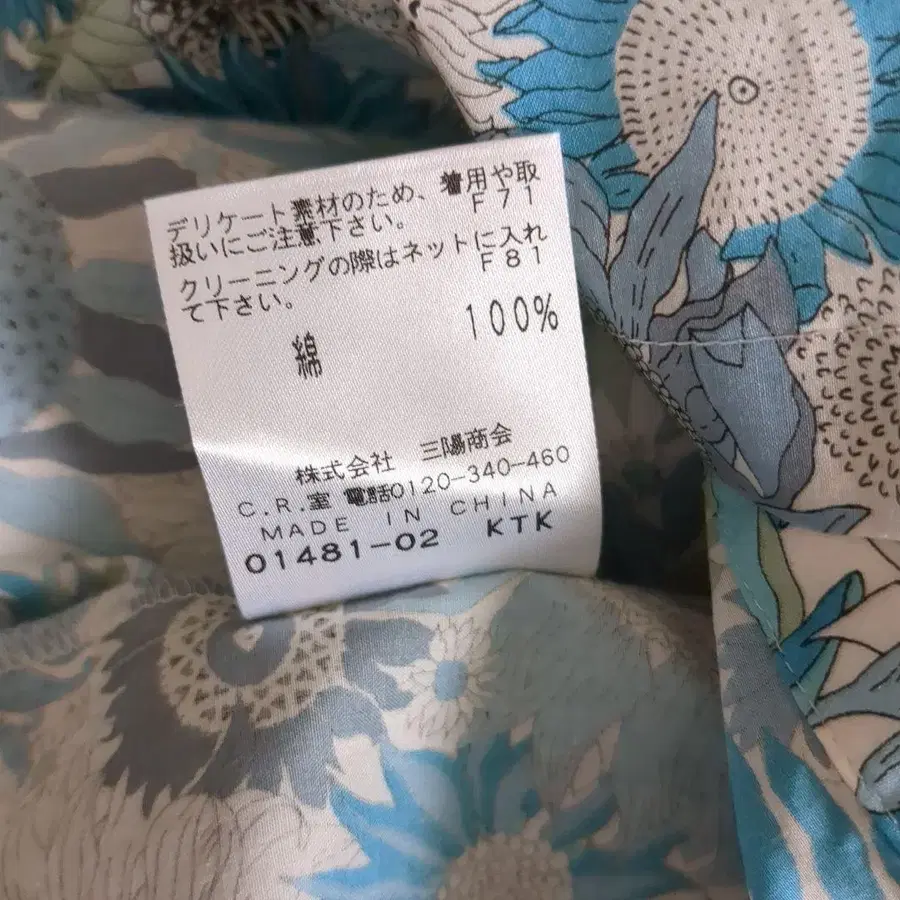 デリケート素材のため、着用や取
扱いにご注意下さい。 F71
クリーニングの際はネットに入れ
て下さい。 F81
綿 100%
株式会社 三陽商会
C.R.室 電話0120-340-460
MADE IN CHINA
01481-02 KTK